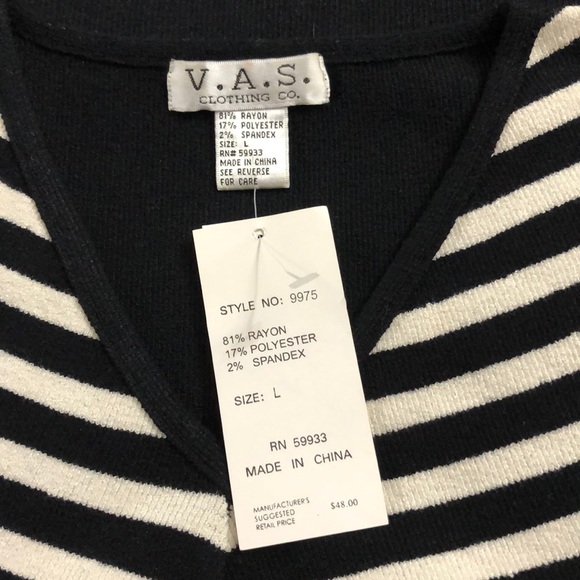 V.A.S.
CLOTHING CO.
81% RAYON
17% POLYESTER
2% SPANDEX
SIZE: L
RN# 59933
MADE IN CHINA
SEE REVERSE
FOR CARE
STYLE NO: 9975
81% RAYON
17% POLYESTER
2% SPANDEX
SIZE: L
RN 59933
MADE IN CHINA
MANUFACTURER'S
SUGGESTED
RETAIL PRICE
$48.00